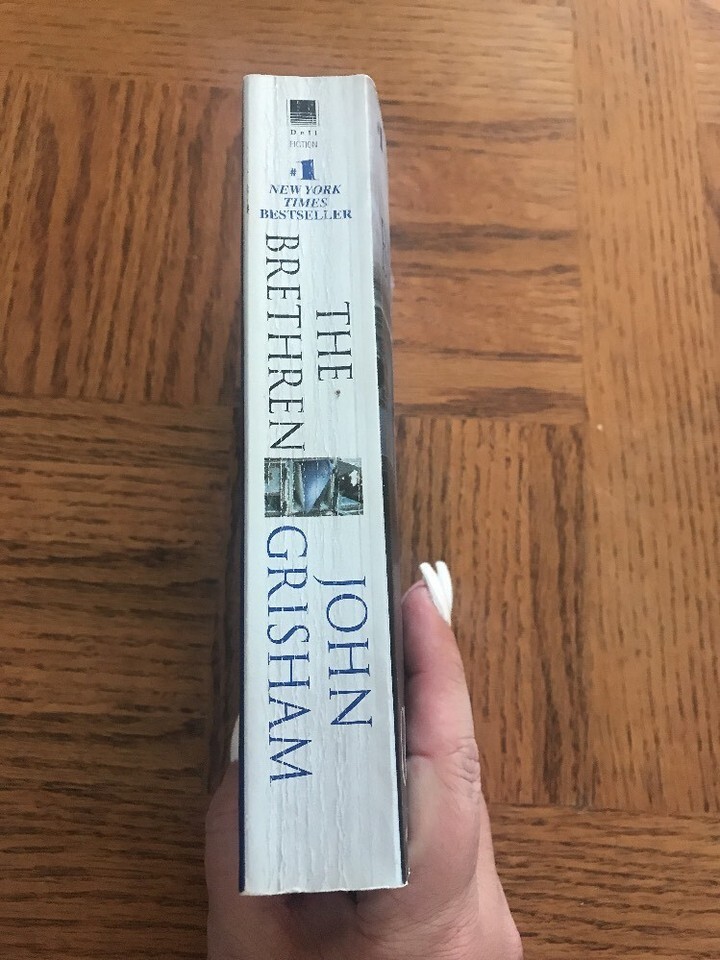 Dell
FICTION
#1
NEW YORK
TIMES
BESTSELLER
THE
BRETHREN
JOHN
GRISHAM